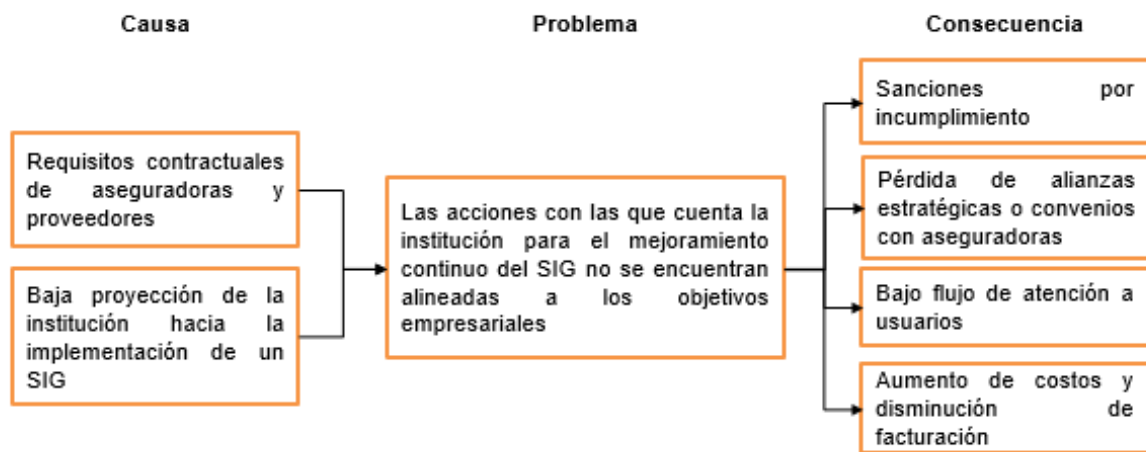 Causa
Problema
Consecuencia
Requisitos contractuales
de aseguradoras y
proveedores
Baja proyección de la
institución hacia la
implementación de un
SIG
Las acciones con las que cuenta la
institución para el mejoramiento
continuo del SIG no se encuentran
alineadas a los objetivos
empresariales
Sanciones por
incumplimiento
Pérdida de alianzas
estratégicas o convenios
con aseguradoras
Bajo flujo de atención a
usuarios
Aumento de costos y
disminución de
facturación